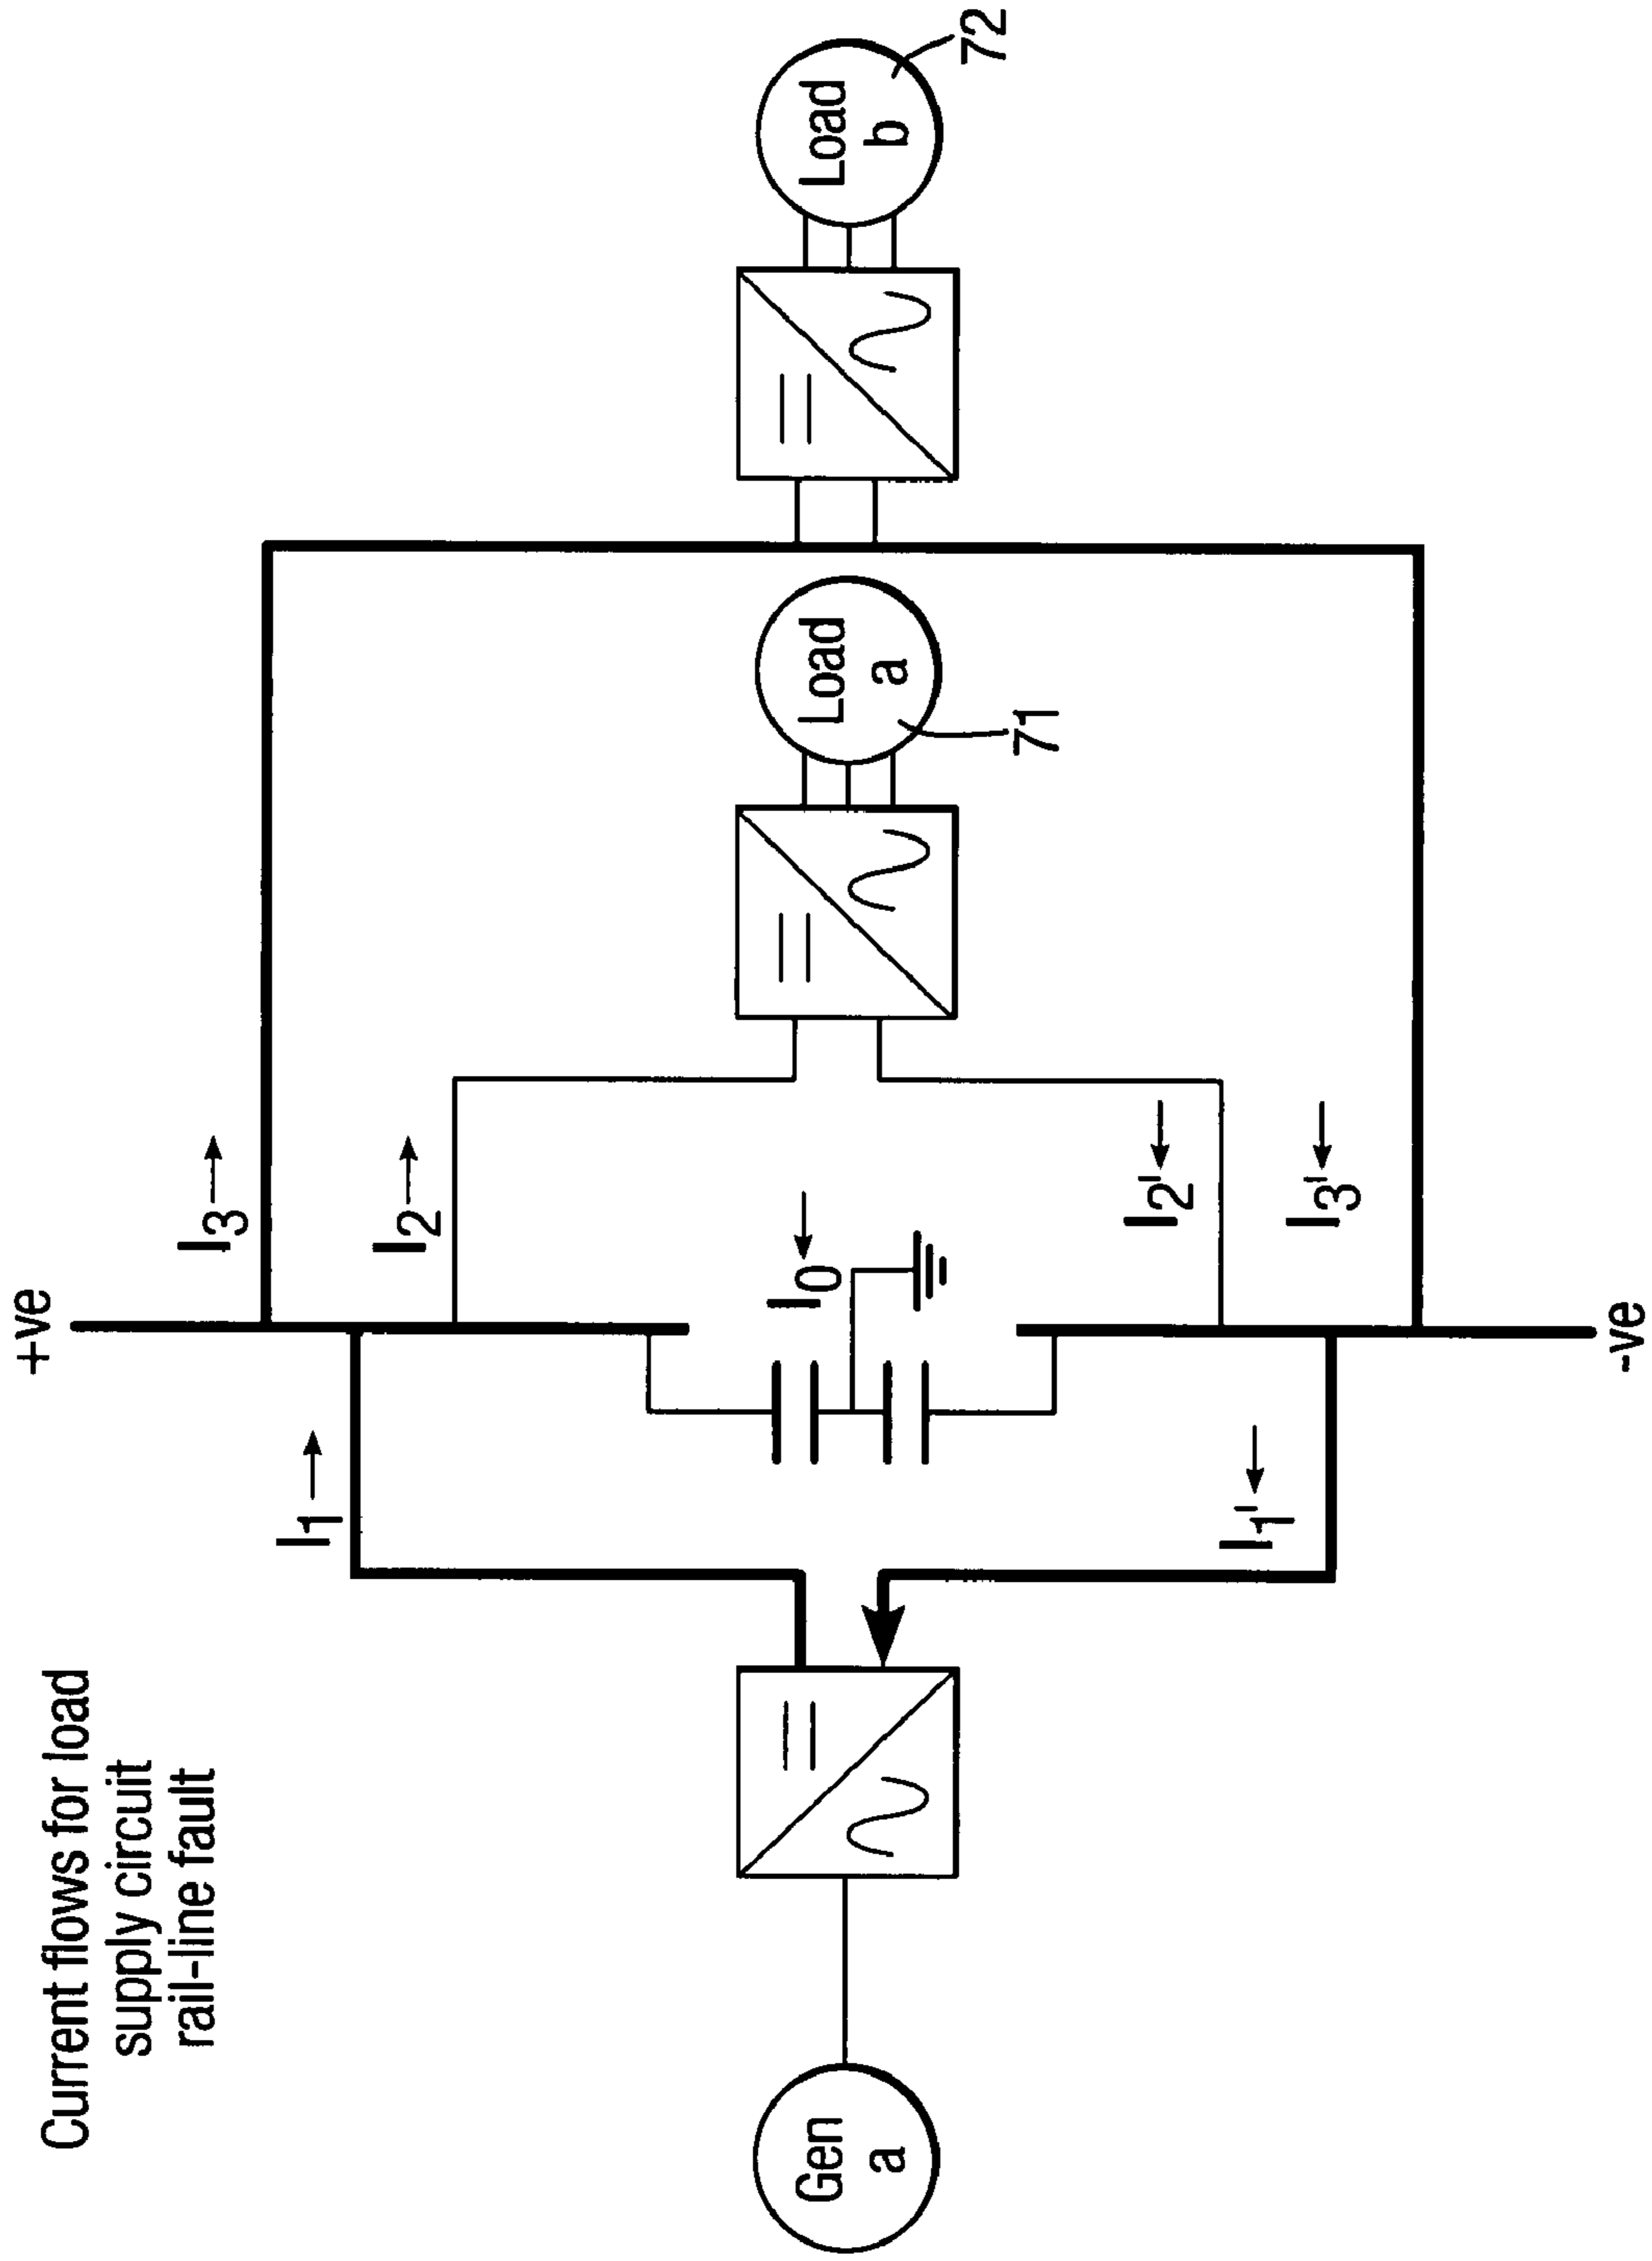 Current flows for load
supply circuit
rail-line fault
+ve
I3
I1
I2
I0
Gen
a
Load
a
71
Load
b
72
I2'
I1'
I3'
-ve